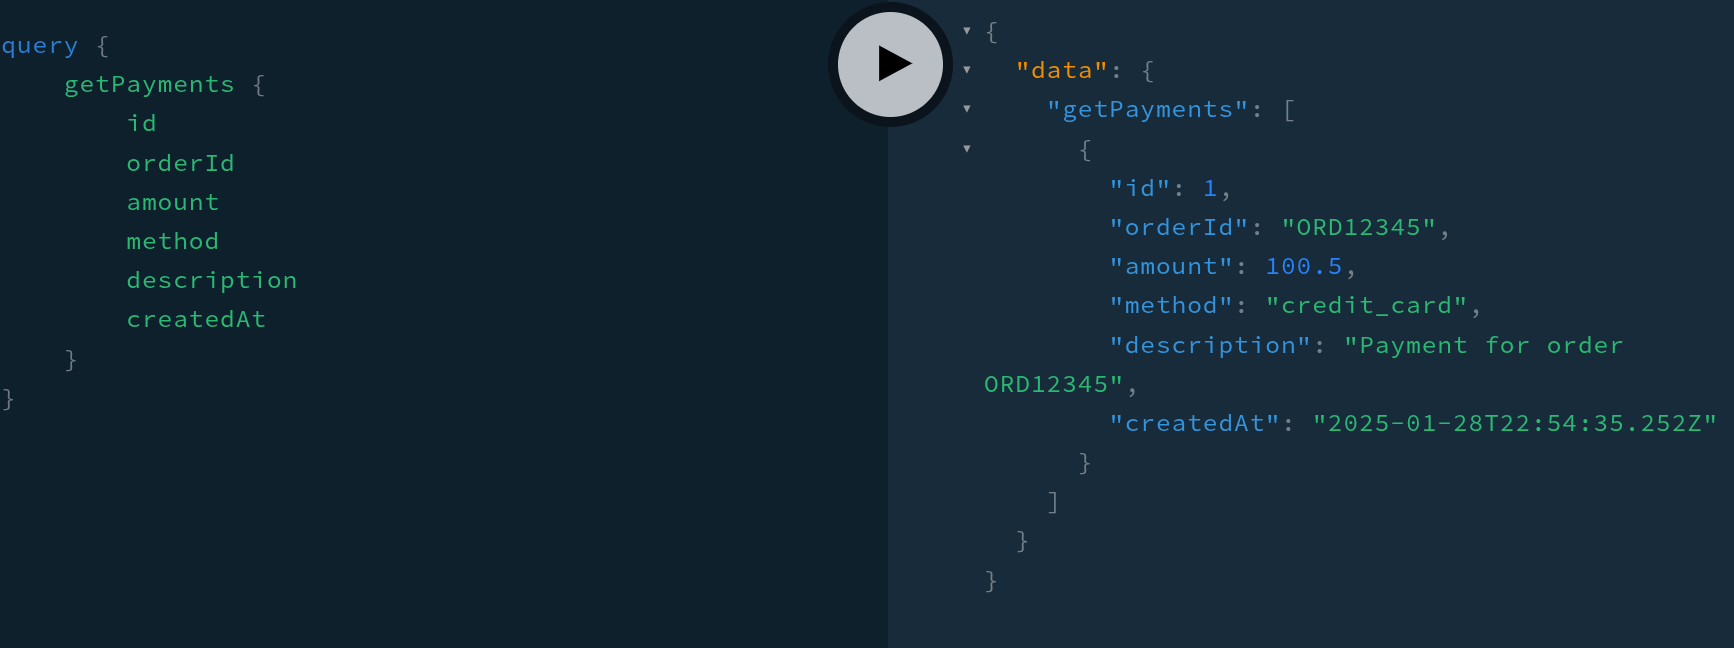 query {
getPayments {
id
orderId
amount
method
description
createdAt
}
}
{
"data": {
"getPayments": [
{
"id": 1,
"orderId": "ORD12345",
"amount": 100.5,
"method": "credit_card",
"description": "Payment for order
ORD12345",
"createdAt": "2025-01-28T22:54:35.252Z"
}
]
}
}